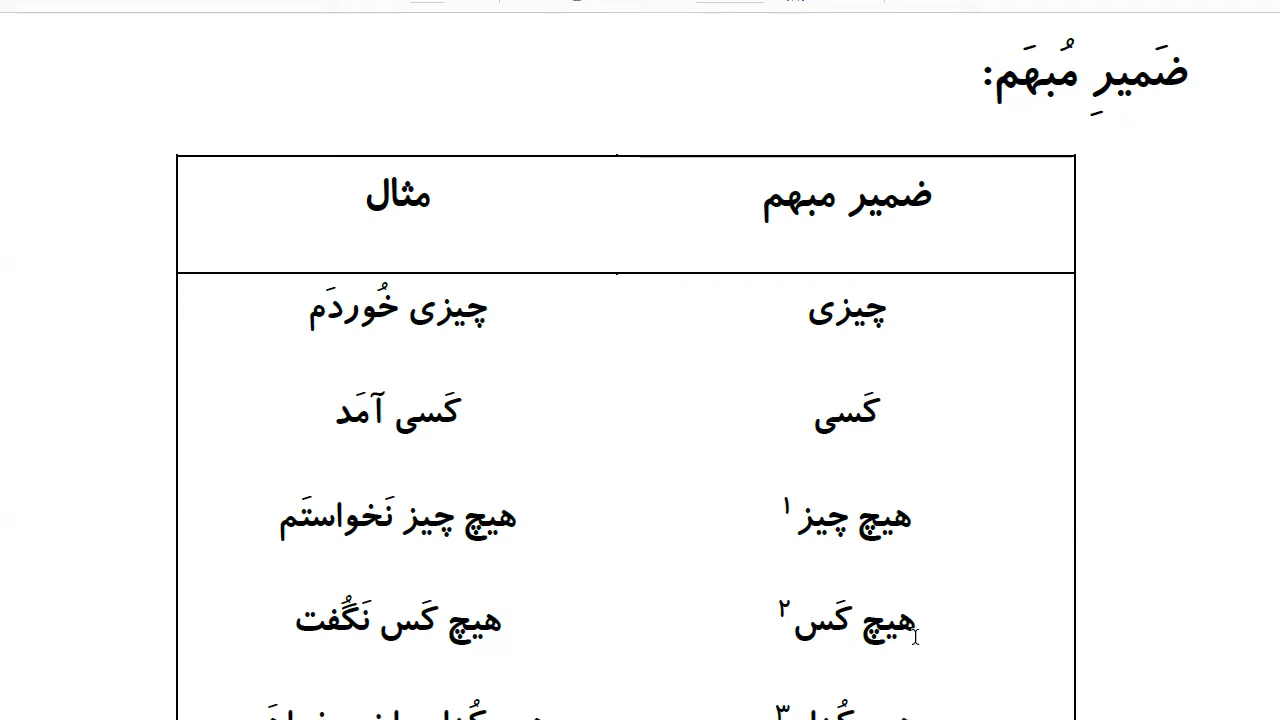 ضَمیرِ مُبهَم:
ضمیر مبهم	مثال
چیزی	چیزی خُوردَم
کَسی	کَسی آمَد
هیچ چیز۱	هیچ چیز نَخواستَم
هیچ کَس۲	هیچ کَس نَگُفت